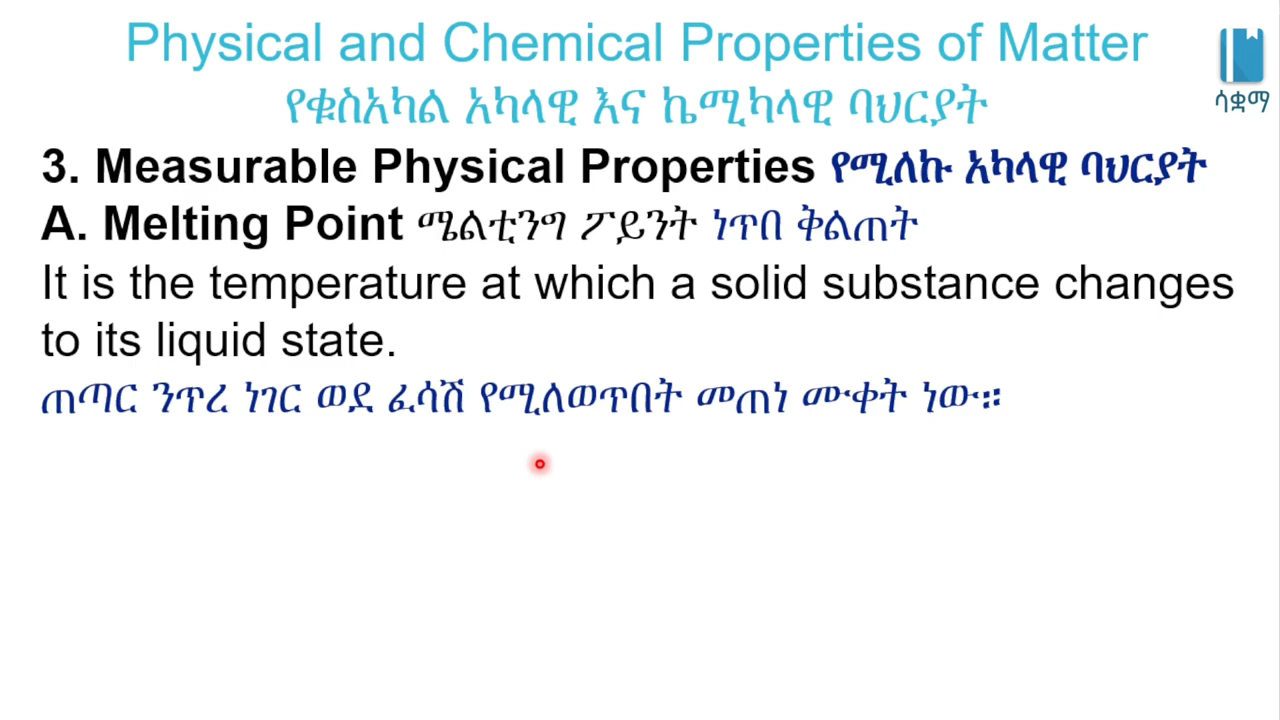 Physical and Chemical Properties of Matter
የቁስአካል አካላዊ እና ኬሚካላዊ ባህርያት
ሳቋማ
3. Measurable Physical Properties የሚለኩ አካላዊ ባህርያት
A. Melting Point ሜልቲንግ ፖይንት ነጥበ ቅልጠት
It is the temperature at which a solid substance changes
to its liquid state.
ጠጣር ንጥረ ነገር ወደ ፈሳሽ የሚለወጥበት መጠነ ሙቀት ነው።